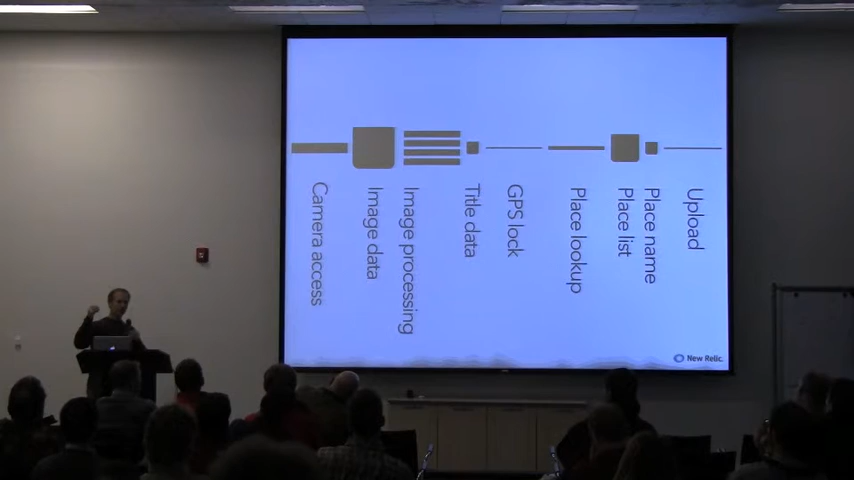 Camera access
Image data
Image processing
Title data
GPS lock
Place lookup
Place list
Place name
Upload
New Relic.